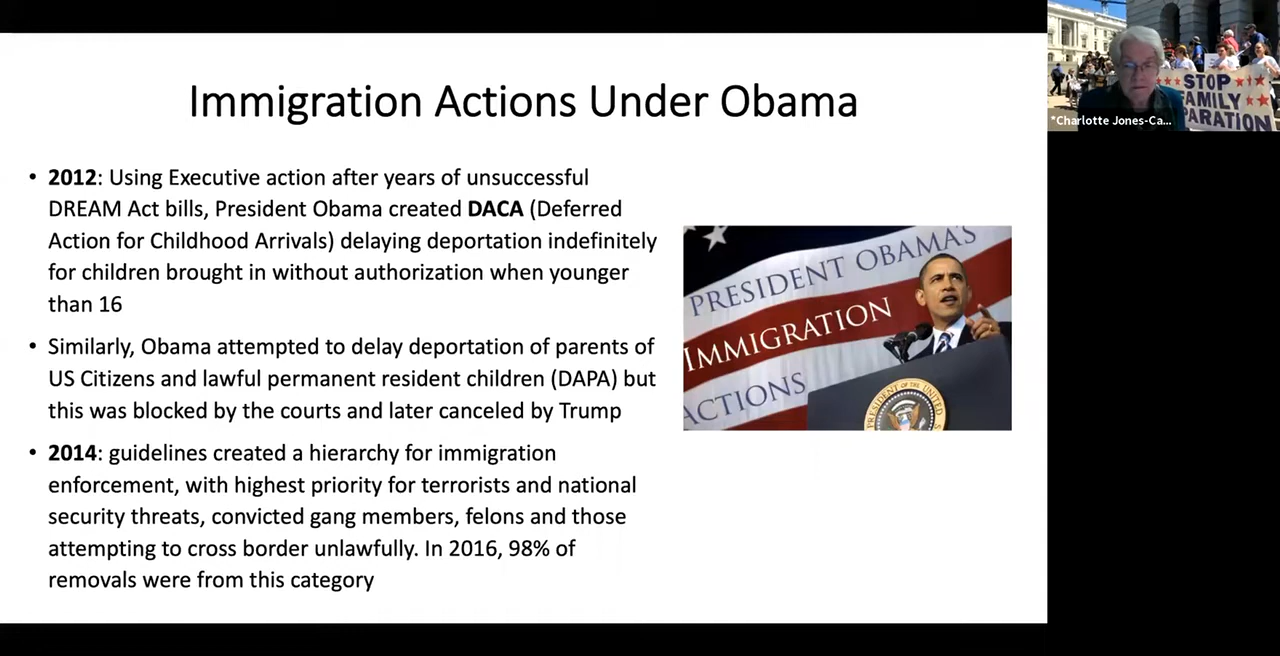 Immigration Actions Under Obama
• 2012: Using Executive action after years of unsuccessful
DREAM Act bills, President Obama created DACA (Deferred
Action for Childhood Arrivals) delaying deportation indefinitely
for children brought in without authorization when younger
than 16
• Similarly, Obama attempted to delay deportation of parents of
US Citizens and lawful permanent resident children (DAPA) but
this was blocked by the courts and later canceled by Trump
• 2014: guidelines created a hierarchy for immigration
enforcement, with highest priority for terrorists and national
security threats, convicted gang members, felons and those
attempting to cross border unlawfully. In 2016, 98% of
removals were from this category
PRESIDENT OBAMA'S
IMMIGRATION
ACTIONS
PRESIDENT OF THE UNITED
STOP
FAMILY
PARATION
*Charlotte Jones-Ca...